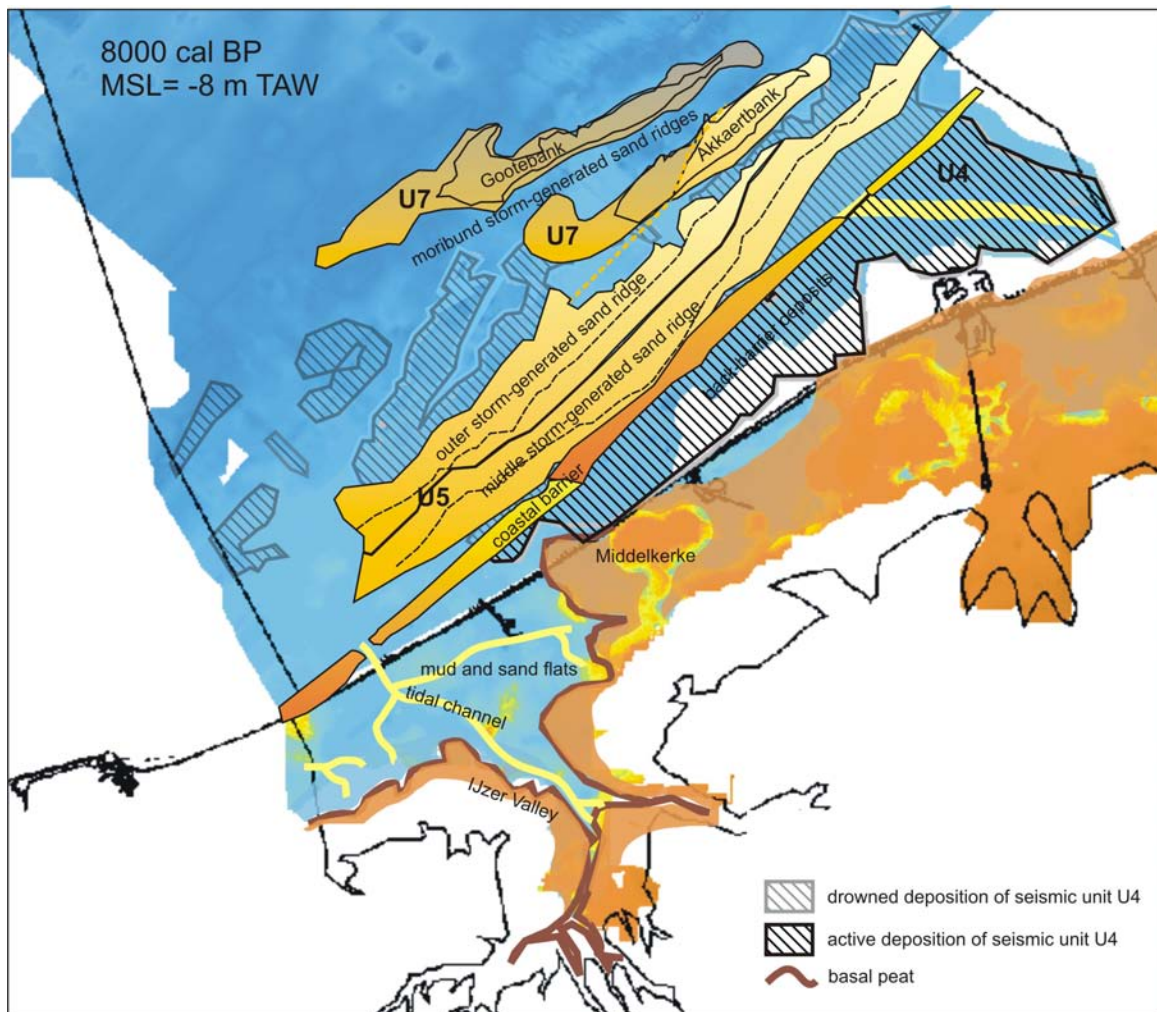 8000 cal BP
MSL= -8 m TAW
Gootebank
U7
moribund storm-generated sand ridges
Akkaertbank
U7
U4
outer storm-generated sand ridge
middle storm-generated sand ridge
back-barrier deposits
U5
coastal barrier
Middelkerke
mud and sand flats
tidal channel
IJzer Valley
drowned deposition of seismic unit U4
active deposition of seismic unit U4
basal peat